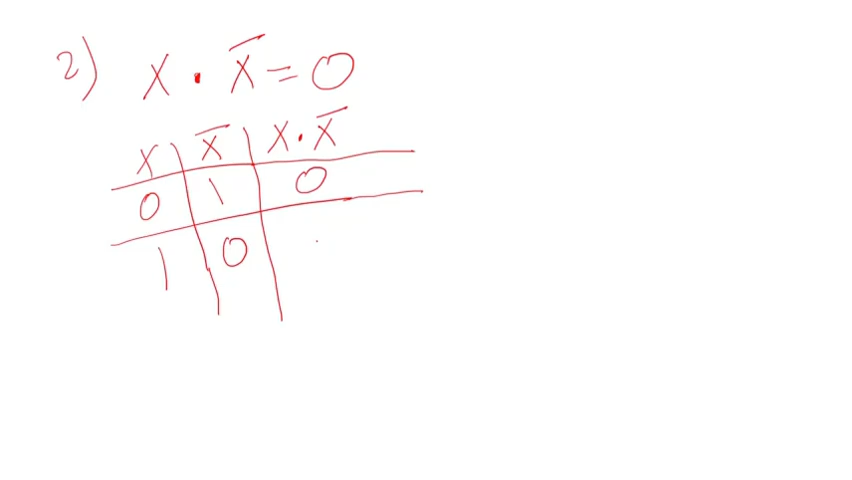 2) X · X̅ = 0
X X̅ X · X̅
0 1 0
1 0